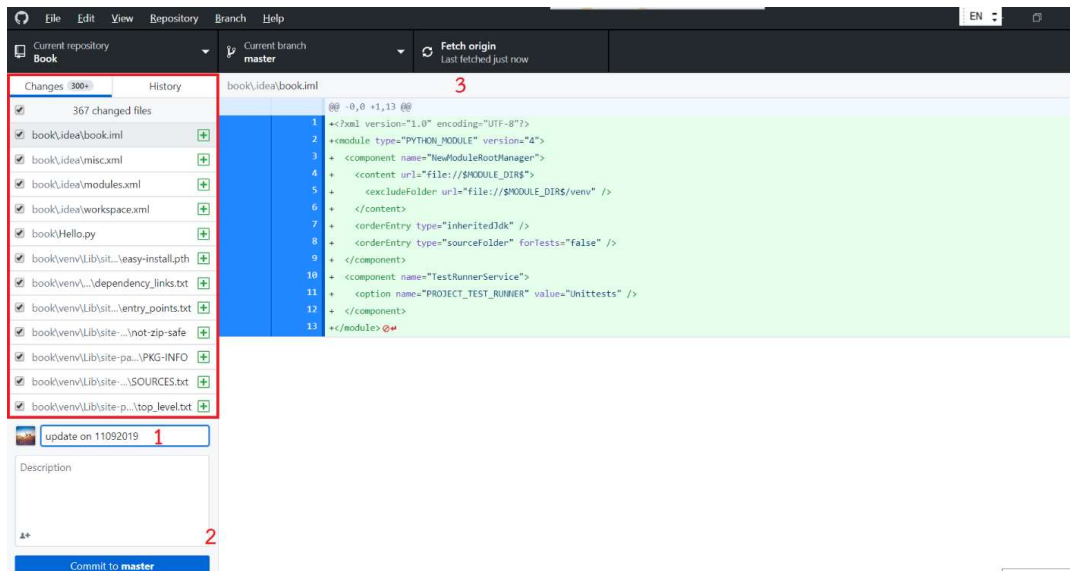 File Edit View Repository Branch Help
EN
Current repository
Book
Current branch
master
Fetch origin
Last fetched just now
3
Changes 300+ History
367 changed files
book\.idea\book.iml
book\.idea\misc.xml
book\.idea\modules.xml
book\.idea\workspace.xml
book\Hello.py
book\venv\Lib\sit...\easy-install.pth
book\venv\...\dependency_links.txt
book\venv\Lib\sit...\entry_points.txt
book\venv\Lib\site-...\not-zip-safe
book\venv\Lib\site-pa...\PKG-INFO
book\venv\Lib\site-...\SOURCES.txt
book\venv\Lib\site-p...\top_level.txt
update on 11092019 1
Description
2
Commit to master
book\.idea\book.iml
@@ -0,0 +1,13 @@
1 +<?xml version="1.0" encoding="UTF-8"?>
2 +<module type="PYTHON_MODULE" version="4">
3 + <component name="NewModuleRootManager">
4 + <content url="file://$MODULE_DIR$">
5 + <excludeFolder url="file://$MODULE_DIR$/venv" />
6 + </content>
7 + <orderEntry type="inheritedJdk" />
8 + <orderEntry type="sourceFolder" forTests="false" />
9 + </component>
10 + <component name="TestRunnerService">
11 + <option name="PROJECT_TEST_RUNNER" value="Unittests" />
12 + </component>
13 +</module>